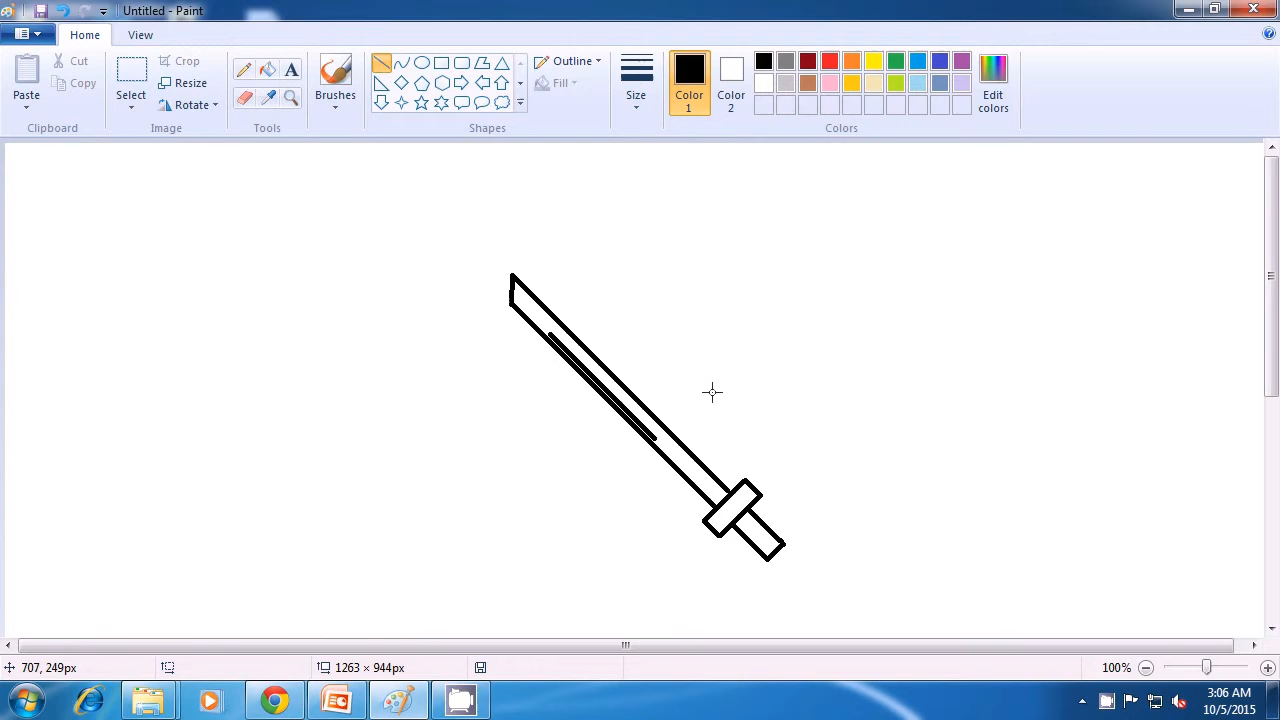 Untitled - Paint
Home View
Cut
Copy
Paste
Crop
Resize
Rotate
Select
A
Brushes
Outline
Fill
Size
Color 1
Color 2
Edit colors
Clipboard Image Tools Shapes Colors
707, 249px 1263 × 944px 100%
3:06 AM
10/5/2015